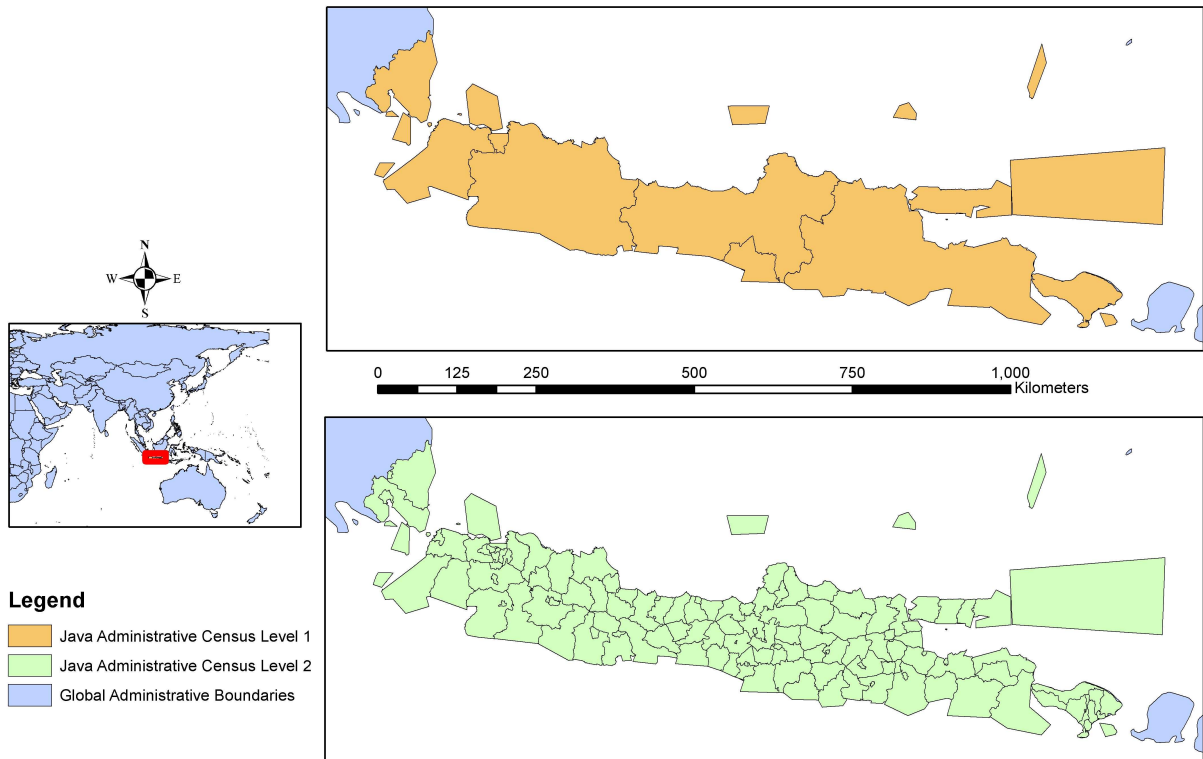 N
W E
S
0 125 250 500 750 1,000
Kilometers
Legend
Java Administrative Census Level 1
Java Administrative Census Level 2
Global Administrative Boundaries